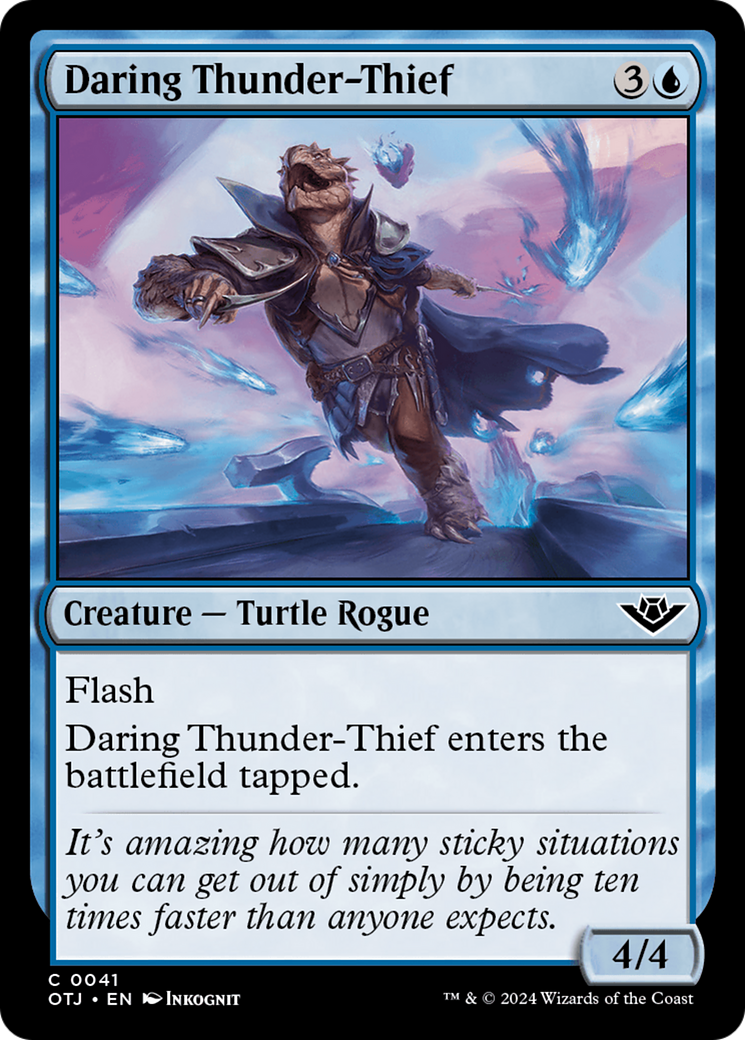 Daring Thunder-Thief
3
Creature — Turtle Rogue
Flash
Daring Thunder-Thief enters the
battlefield tapped.
It's amazing how many sticky situations
you can get out of simply by being ten
times faster than anyone expects.
4/4
C 0041
OTJ • EN Inkognit
™ & © 2024 Wizards of the Coast